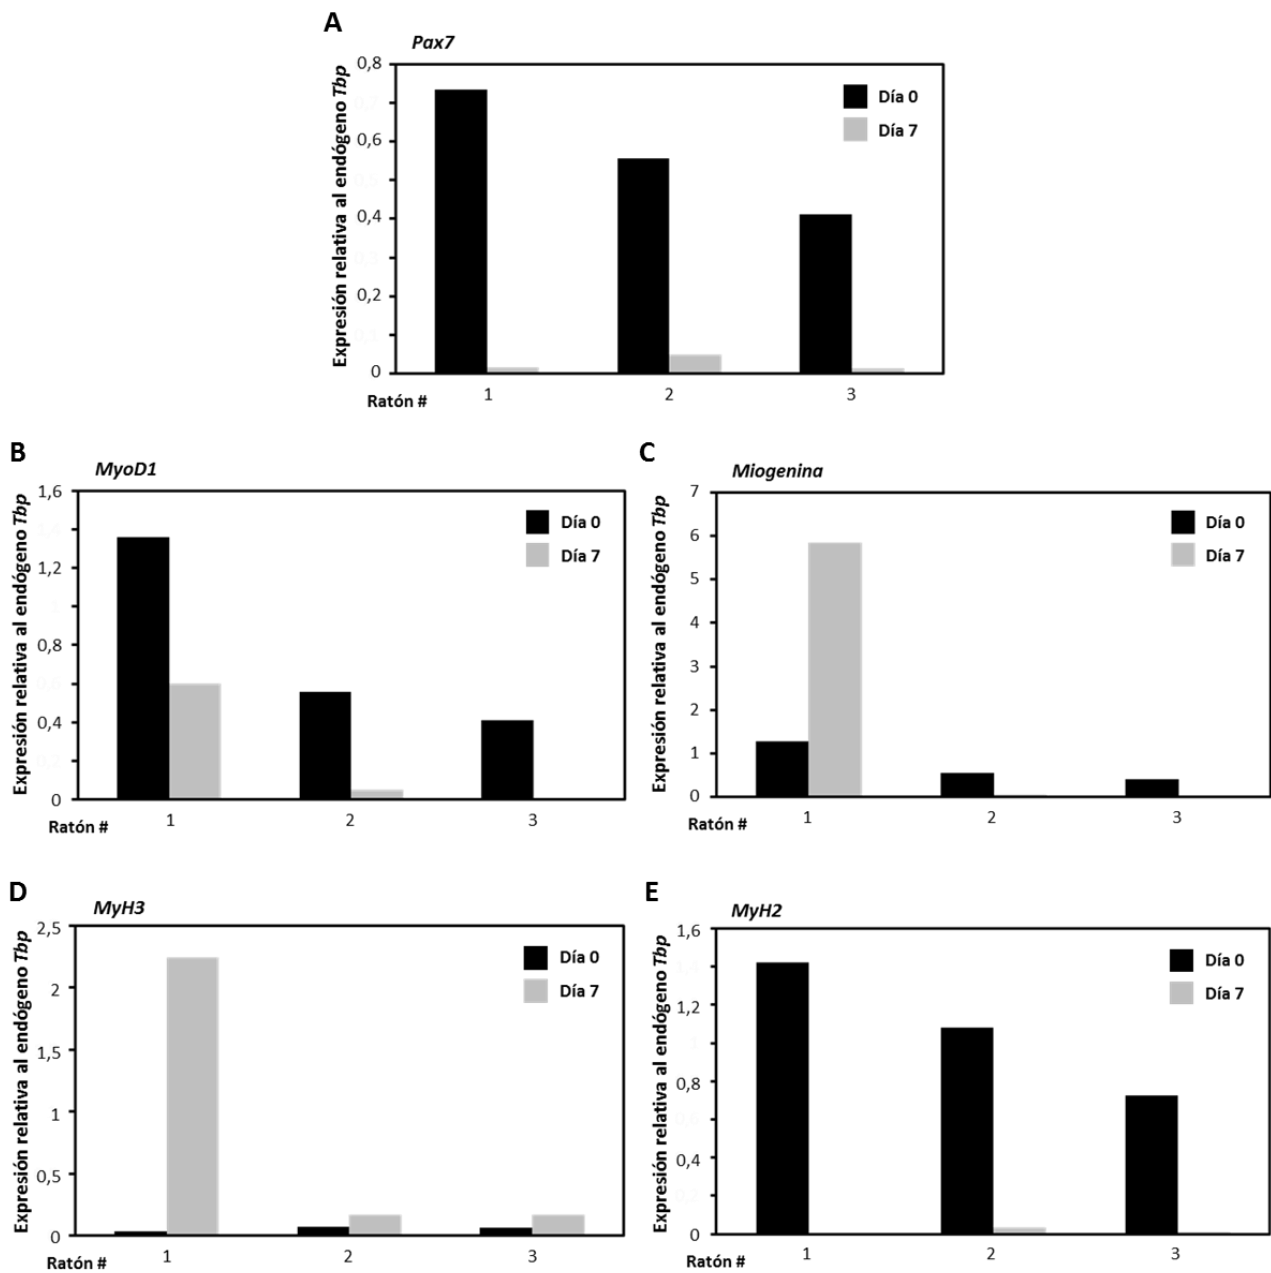 A
Pax7
Expresión relativa al endógeno Tbp
0,8
0,7
0,6
0,4
0,2
0
Día 0
Día 7
Ratón #
1 2 3
B
MyoD1
Expresión relativa al endógeno Tbp
1,6
1,2
0,8
0,4
0
Día 0
Día 7
Ratón #
1 2 3
C
Miogenina
Expresión relativa al endógeno Tbp
7
6
5
4
3
2
1
0
Día 0
Día 7
Ratón #
1 2 3
D
MyH3
Expresión relativa al endógeno Tbp
2,5
2
1,5
1
0,5
0
Día 0
Día 7
Ratón #
1 2 3
E
MyH2
Expresión relativa al endógeno Tbp
1,6
1,2
0,8
0,4
0
Día 0
Día 7
Ratón #
1 2 3